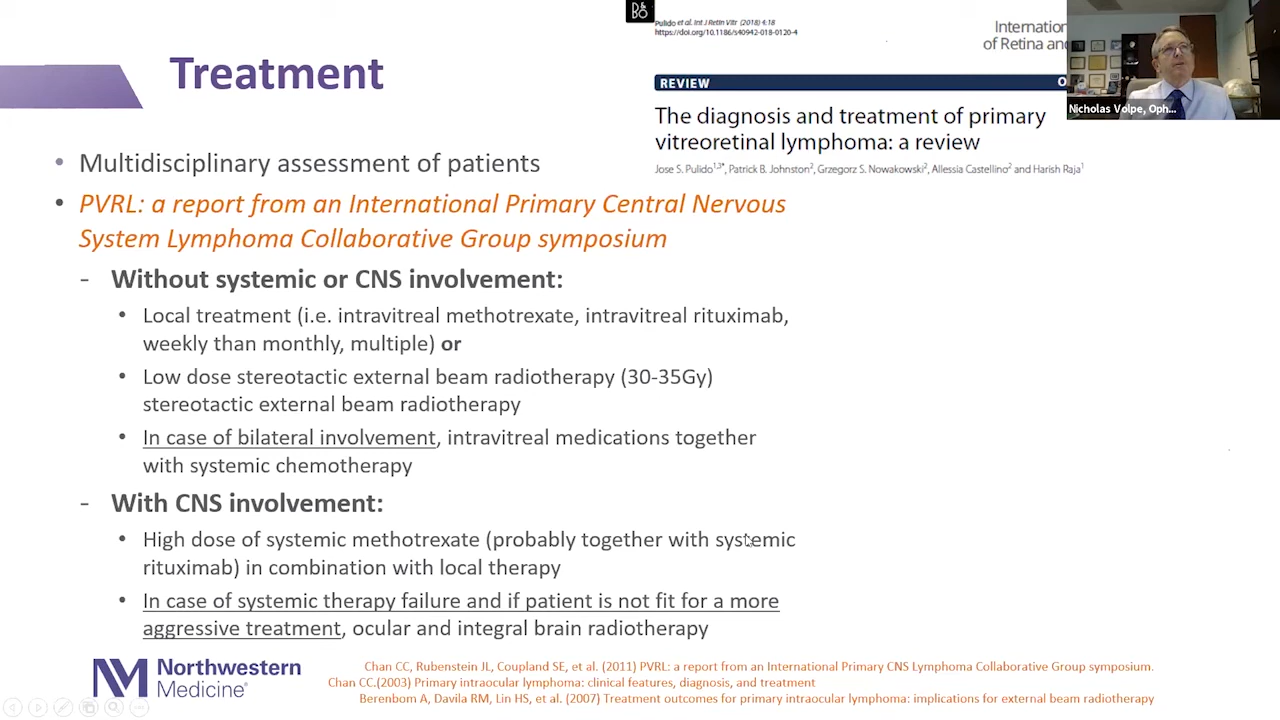 Treatment
B&
BO
Pulido et al. Int J Retin Vitr (2018) 4:18
https://doi.org/10.1186/s40942-018-0120-4
Internation
of Retina and
REVIEW
O
The diagnosis and treatment of primary
vitreoretinal lymphoma: a review
Jose S. Pulido1,3*, Patrick B. Johnston2, Grzegorz S. Nowakowski2, Allessia Castellino2 and Harish Raja1
Nicholas Volpe, Oph...
• Multidisciplinary assessment of patients
• PVRL: a report from an International Primary Central Nervous
System Lymphoma Collaborative Group symposium
- Without systemic or CNS involvement:
• Local treatment (i.e. intravitreal methotrexate, intravitreal rituximab,
weekly than monthly, multiple) or
• Low dose stereotactic external beam radiotherapy (30-35Gy)
stereotactic external beam radiotherapy
• In case of bilateral involvement, intravitreal medications together
with systemic chemotherapy
- With CNS involvement:
• High dose of systemic methotrexate (probably together with systemic
rituximab) in combination with local therapy
• In case of systemic therapy failure and if patient is not fit for a more
aggressive treatment, ocular and integral brain radiotherapy
NM Northwestern
Medicine®
Chan CC, Rubenstein JL, Coupland SE, et al. (2011) PVRL: a report from an International Primary CNS Lymphoma Collaborative Group symposium.
Chan CC.(2003) Primary intraocular lymphoma: clinical features, diagnosis, and treatment
Berenbom A, Davila RM, Lin HS, et al. (2007) Treatment outcomes for primary intraocular lymphoma: implications for external beam radiotherapy